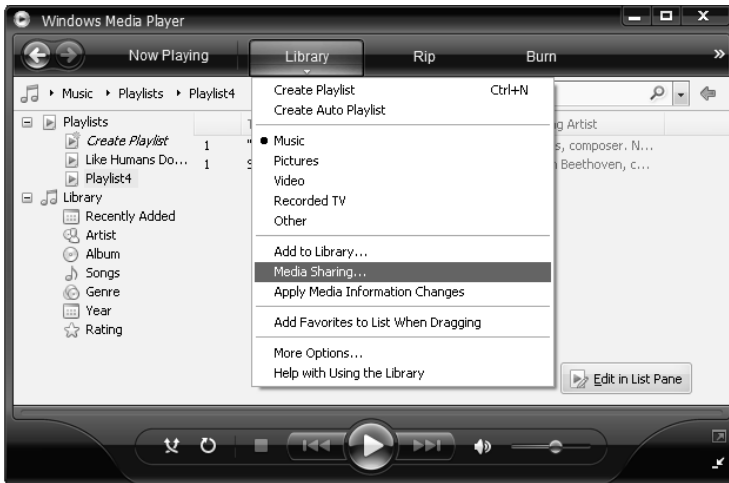 Windows Media Player
Now Playing Library Rip Burn »
Music Playlists Playlist4
Create Playlist Ctrl+N
Create Auto Playlist
Music
Pictures
Video
Recorded TV
Other
Add to Library...
Media Sharing...
Apply Media Information Changes
Add Favorites to List When Dragging
More Options...
Help with Using the Library
Playlists
Create Playlist
Like Humans Do...
Playlist4
Library
Recently Added
Artist
Album
Songs
Genre
Year
Rating
1
1
Artist
, composer. N...
Beethoven, c...
Edit in List Pane